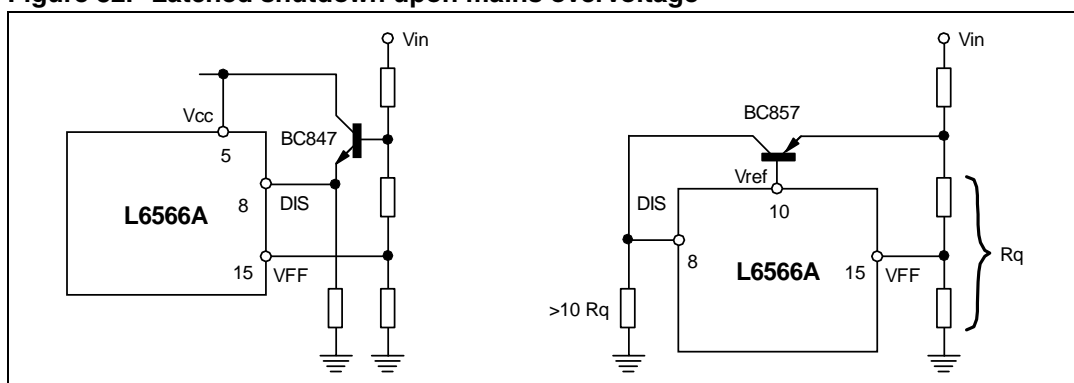 Figure 32. Latched shutdown upon mains overvoltage
Vin
Vcc
5
BC847
8
DIS
L6566A
15
VFF
Vin
BC857
Vref
10
DIS
8
L6566A
15
VFF
Rq
>10 Rq